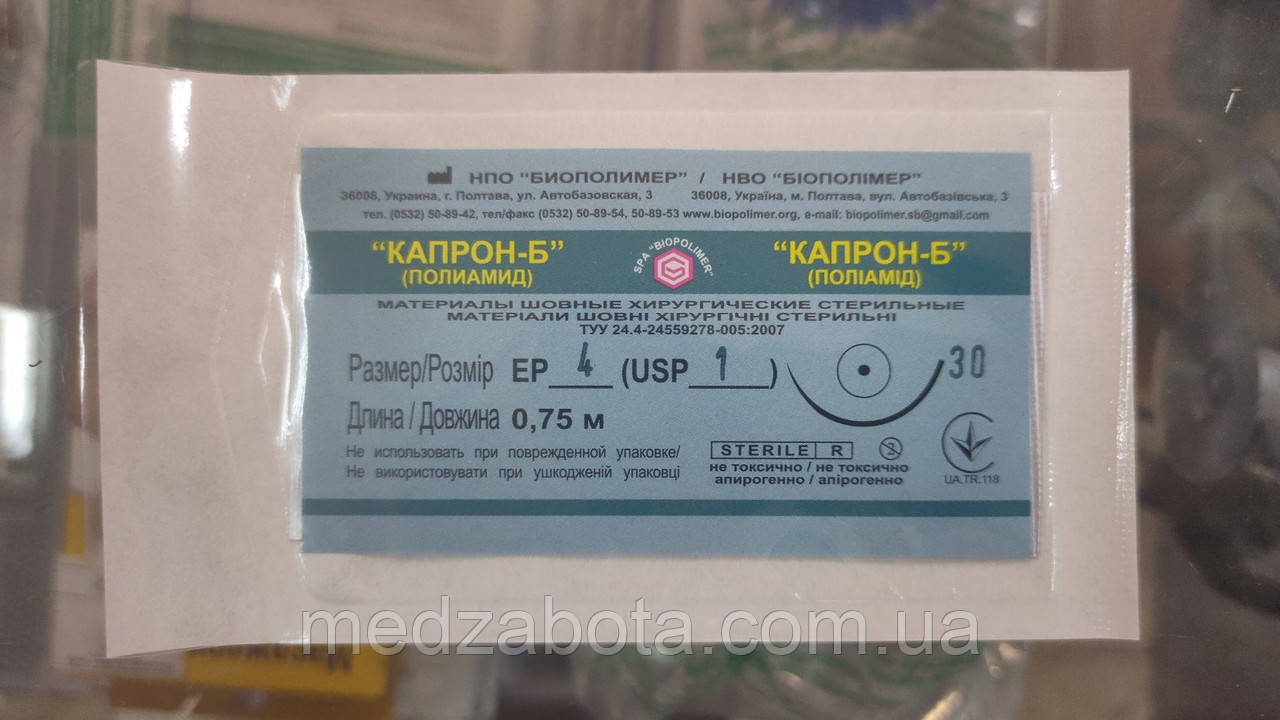 НПО “БИОПОЛИМЕР” / НВО “БІОПОЛІМЕР”
36008, Украина, г. Полтава, ул. Автобазовская, 3 36008, Україна, м. Полтава, вул. Автобазівська, 3
тел. (0532) 50-89-42, тел/факс (0532) 50-89-54, 50-89-53 www.biopolimer.org, e-mail: biopolimer.sb@gmail.com
“КАПРОН-Б” SPA “BIOPOLIMER” “КАПРОН-Б”
(ПОЛИАМИД) (ПОЛІАМІД)
МАТЕРИАЛЫ ШОВНЫЕ ХИРУРГИЧЕСКИЕ СТЕРИЛЬНЫЕ
МАТЕРІАЛИ ШОВНІ ХІРУРГІЧНІ СТЕРИЛЬНІ
ТУУ 24.4-24559278-005:2007
Размер/Розмір EP 4 (USP 1) 30
Длина / Довжина 0,75 м
Не использовать при поврежденной упаковке/
Не використовувати при ушкодженій упаковці
STERILE R 2
не токсично / не токсично
апирогенно / апірогенно
UA.TR.118
medzabota.com.ua